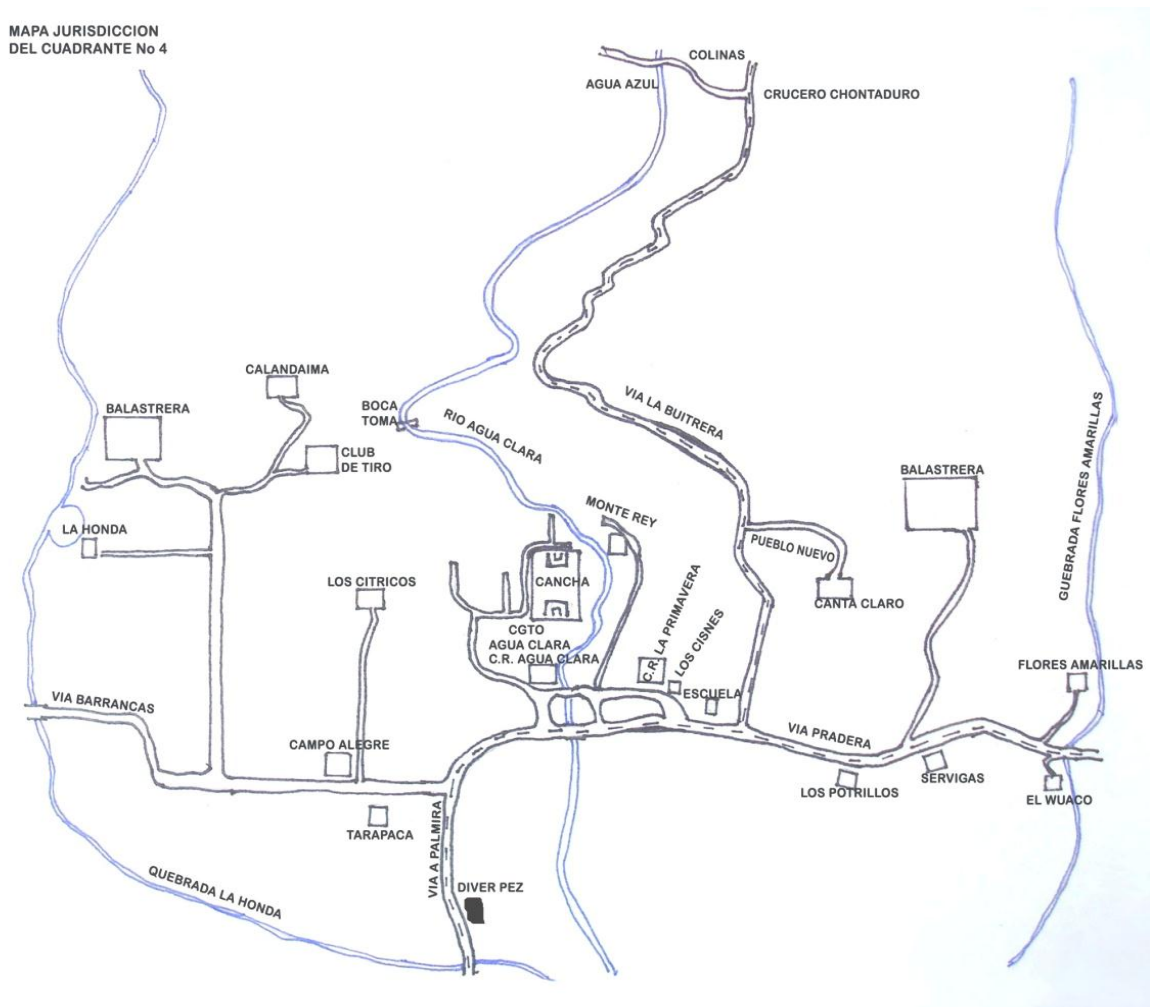 MAPA JURISDICCION
DEL CUADRANTE No 4
COLINAS
AGUA AZUL
CRUCERO CHONTADURO
CALANDAIMA
BALASTRERA
BOCA
TOMA
RIO AGUA CLARA
VIA LA BUITRERA
CLUB
DE TIRO
BALASTRERA
GUEBRADA FLORES AMARILLAS
LA HONDA
MONTE REY
PUEBLO NUEVO
LOS CITRICOS
CANCHA
CANTA CLARO
CGTO
AGUA CLARA
C.R. AGUA CLARA
C.R. LA PRIMAVERA
LOS CISNES
ESCUELA
FLORES AMARILLAS
VIA BARRANCAS
CAMPO ALEGRE
VIA PRADERA
SERVIGAS
LOS POTRILLOS
EL WUACO
TARAPACA
VIA A PALMIRA
QUEBRADA LA HONDA
DIVER PEZ